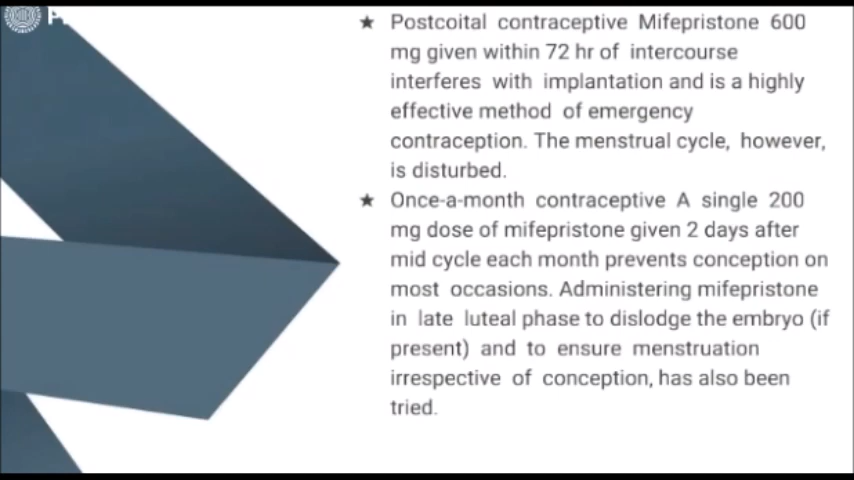 ★ Postcoital contraceptive Mifepristone 600
mg given within 72 hr of intercourse
interferes with implantation and is a highly
effective method of emergency
contraception. The menstrual cycle, however,
is disturbed.
★ Once-a-month contraceptive A single 200
mg dose of mifepristone given 2 days after
mid cycle each month prevents conception on
most occasions. Administering mifepristone
in late luteal phase to dislodge the embryo (if
present) and to ensure menstruation
irrespective of conception, has also been
tried.